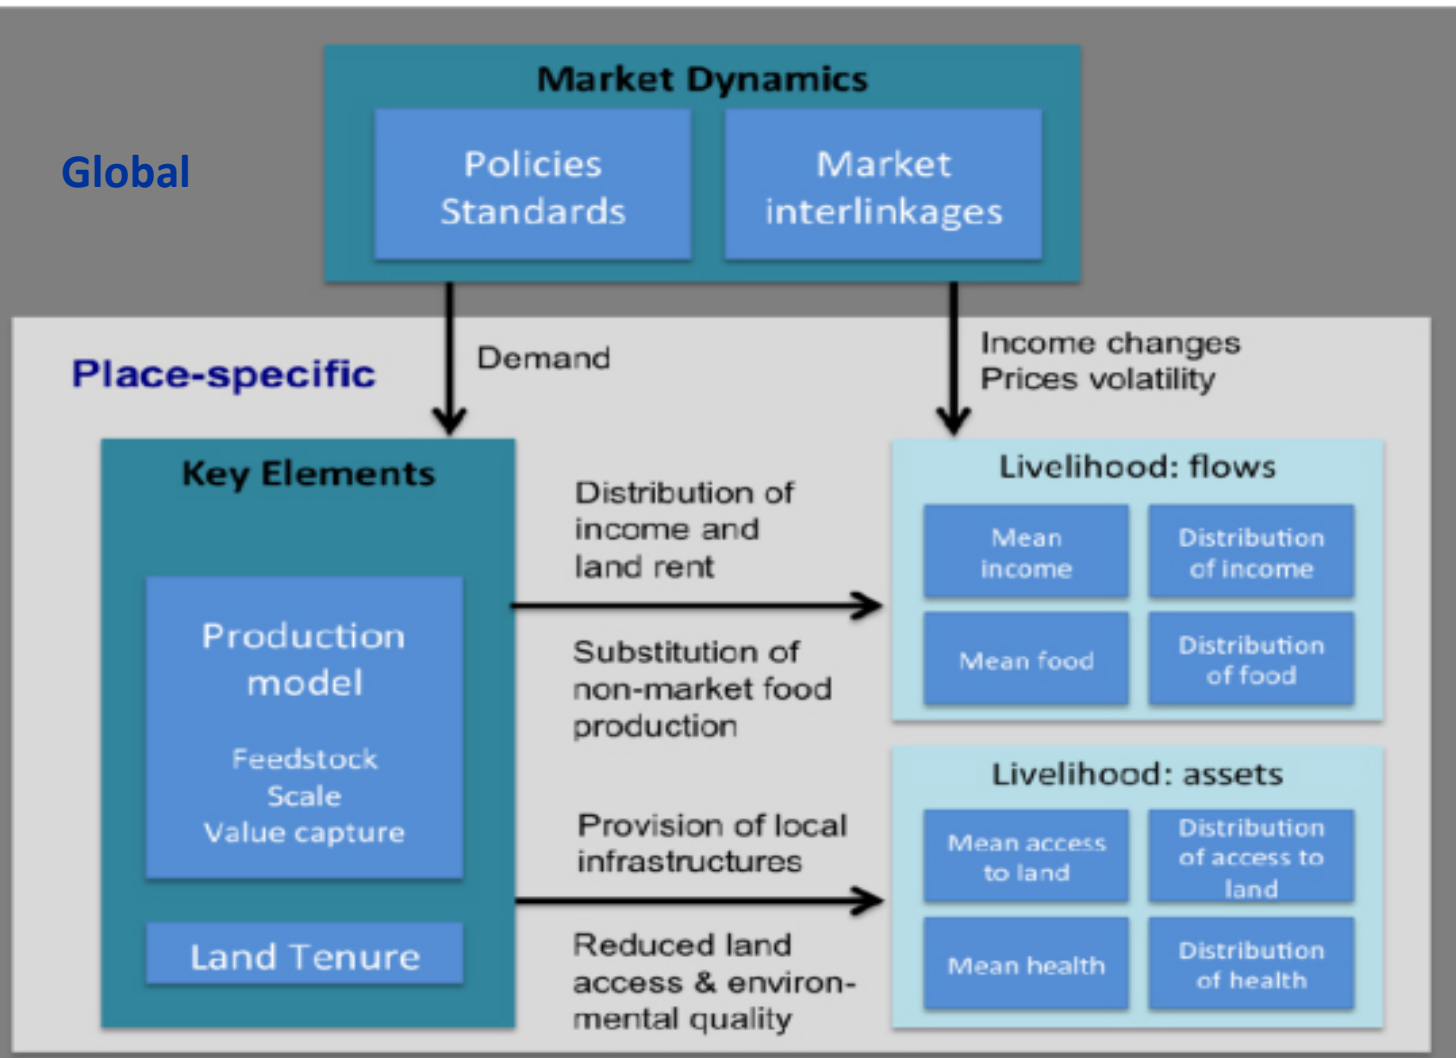 Market Dynamics
Global
Policies
Standards
Market
interlinkages
Place-specific
Demand
Income changes
Prices volatility
Key Elements
Production
model
Feedstock
Scale
Value capture
Land Tenure
Distribution of
income and
land rent
Substitution of
non-market food
production
Provision of local
infrastructures
Reduced land
access & environ-
mental quality
Livelihood: flows
Mean
income
Distribution
of income
Mean food
Distribution
of food
Livelihood: assets
Mean access
to land
Distribution
of access to
land
Mean health
Distribution
of health